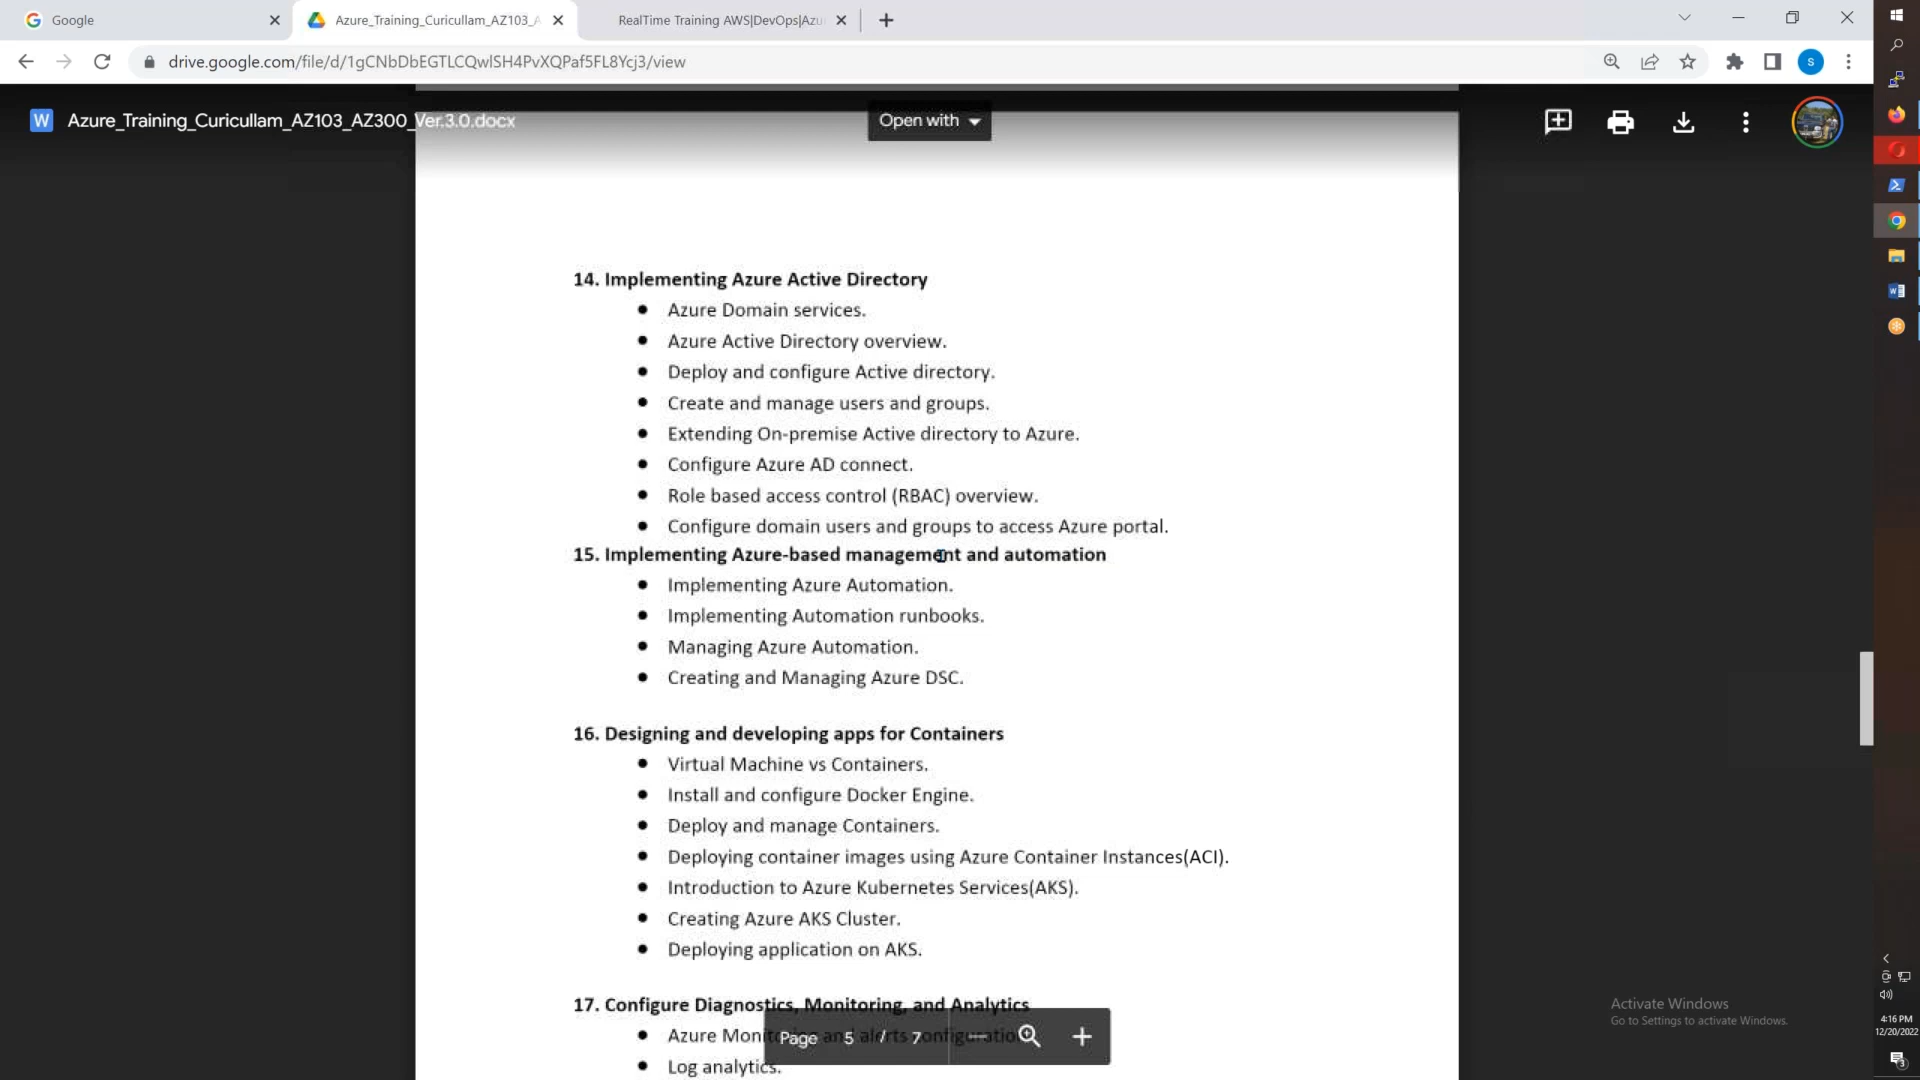 Google
Azure_Training_Curicullam_AZ103_A
RealTime Training AWS|DevOps|Azu
drive.google.com/file/d/1gCNbDbEGTLCQwlSH4PvXQPaf5FL8Ycj3/view
S
W Azure_Training_Curicullam_AZ103_AZ300_Ver.3.0.docx
Open with
14. Implementing Azure Active Directory
● Azure Domain services.
● Azure Active Directory overview.
● Deploy and configure Active directory.
● Create and manage users and groups.
● Extending On-premise Active directory to Azure.
● Configure Azure AD connect.
● Role based access control (RBAC) overview.
● Configure domain users and groups to access Azure portal.
15. Implementing Azure-based management and automation
● Implementing Azure Automation.
● Implementing Automation runbooks.
● Managing Azure Automation.
● Creating and Managing Azure DSC.
16. Designing and developing apps for Containers
● Virtual Machine vs Containers.
● Install and configure Docker Engine.
● Deploy and manage Containers.
● Deploying container images using Azure Container Instances(ACI).
● Introduction to Azure Kubernetes Services(AKS).
● Creating Azure AKS Cluster.
● Deploying application on AKS.
17. Configure Diagnostics, Monitoring, and Analytics
● Azure Monitoring and alerts configuration
● Log analytics.
Page 5 / 7
Activate Windows
Go to Settings to activate Windows.
4:16 PM
12/20/2022
3